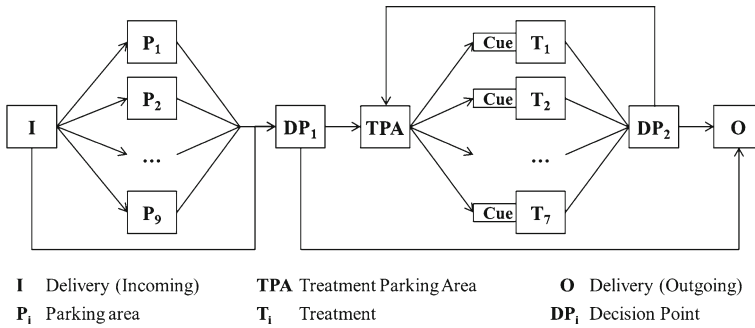 P1
Cue T1
P2
Cue T2
I
DP1
TPA
DP2
O
...
...
P9
Cue T7
I Delivery (Incoming) TPA Treatment Parking Area O Delivery (Outgoing)
Pi Parking area Ti Treatment DPi Decision Point